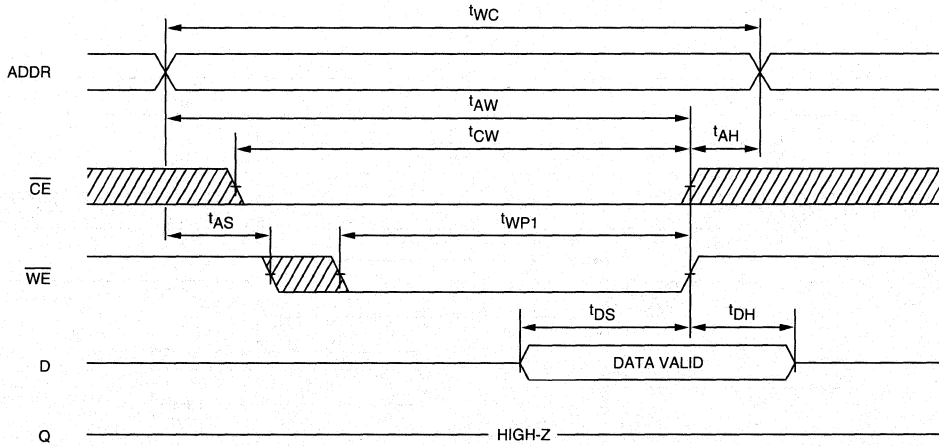 tWC
ADDR
tAW
tCW
tAH
CE
tAS
tWP1
WE
tDS
tDH
D
DATA VALID
Q
HIGH-Z